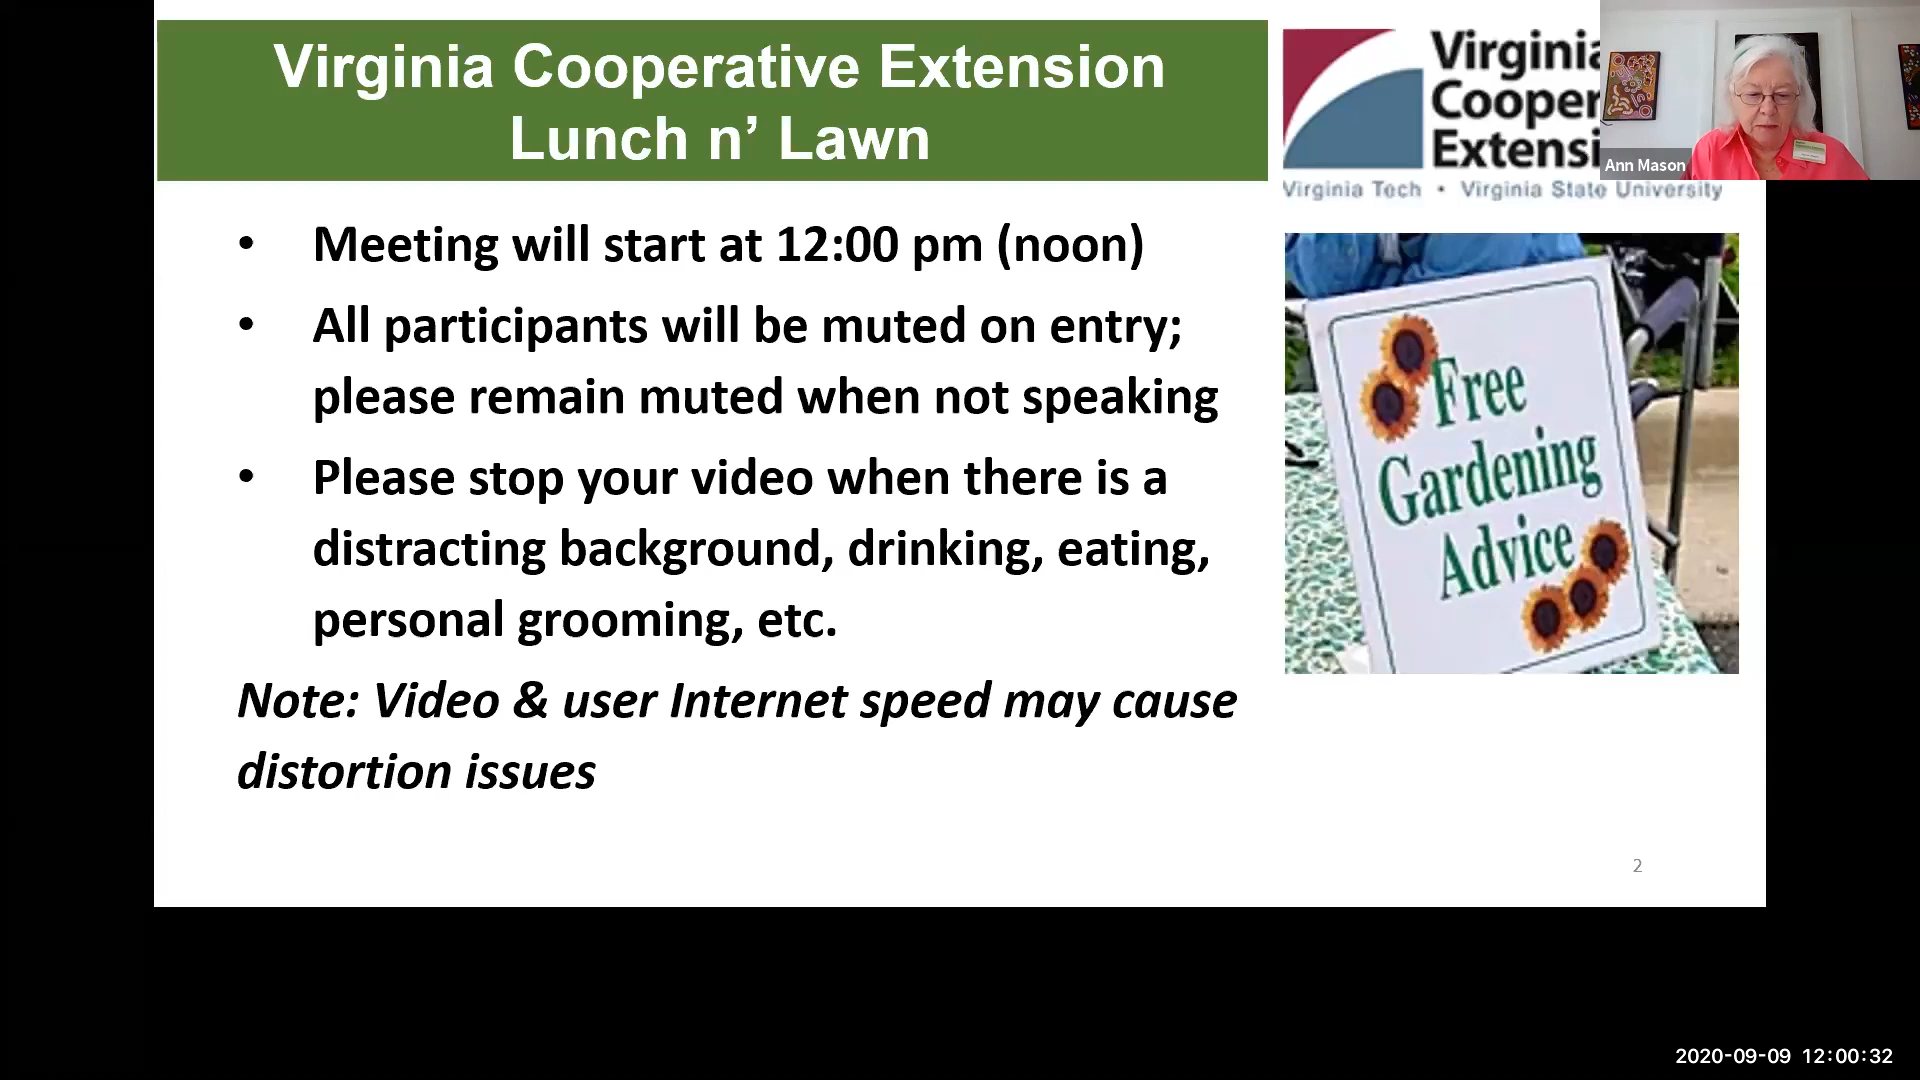 Virginia Cooperative Extension
Lunch n’ Lawn
Virginia
Cooper
Extensi
Virginia Tech • Virginia State University
Ann Mason
• Meeting will start at 12:00 pm (noon)
• All participants will be muted on entry;
please remain muted when not speaking
• Please stop your video when there is a
distracting background, drinking, eating,
personal grooming, etc.
Note: Video & user Internet speed may cause
distortion issues
Free
Gardening
Advice
2
2020-09-09 12:00:32